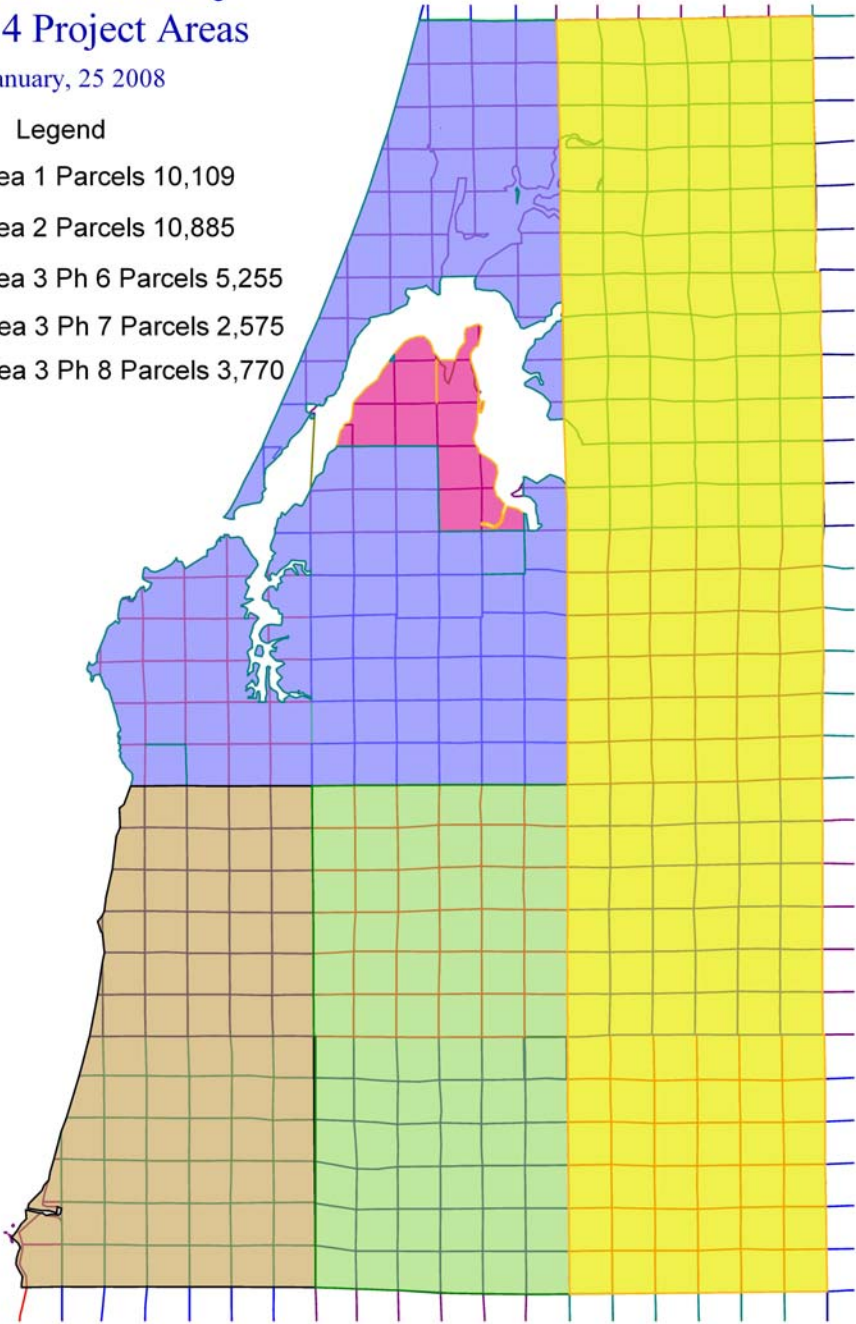 4 Project Areas
anuary, 25 2008
Legend
ea 1 Parcels 10,109
ea 2 Parcels 10,885
ea 3 Ph 6 Parcels 5,255
ea 3 Ph 7 Parcels 2,575
ea 3 Ph 8 Parcels 3,770